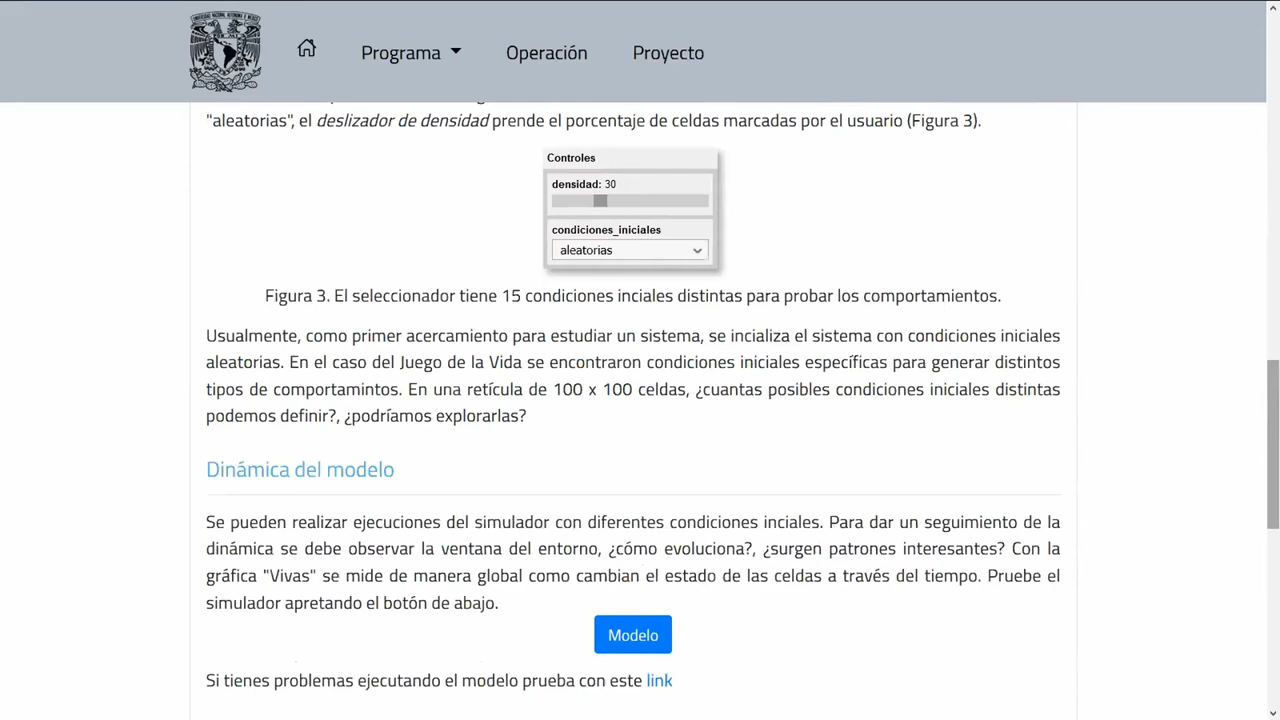 Programa
Operación
Proyecto
"aleatorias", el deslizador de densidad prende el porcentaje de celdas marcadas por el usuario (Figura 3).
Controles
densidad: 30
condiciones_iniciales
aleatorias
Figura 3. El seleccionador tiene 15 condiciones inciales distintas para probar los comportamientos.
Usualmente, como primer acercamiento para estudiar un sistema, se incializa el sistema con condiciones iniciales
aleatorias. En el caso del Juego de la Vida se encontraron condiciones iniciales específicas para generar distintos
tipos de comportamintos. En una retícula de 100 x 100 celdas, ¿cuantas posibles condiciones iniciales distintas
podemos definir?, ¿podríamos explorarlas?
Dinámica del modelo
Se pueden realizar ejecuciones del simulador con diferentes condiciones inciales. Para dar un seguimiento de la
dinámica se debe observar la ventana del entorno, ¿cómo evoluciona?, ¿surgen patrones interesantes? Con la
gráfica "Vivas" se mide de manera global como cambian el estado de las celdas a través del tiempo. Pruebe el
simulador apretando el botón de abajo.
Modelo
Si tienes problemas ejecutando el modelo prueba con este link